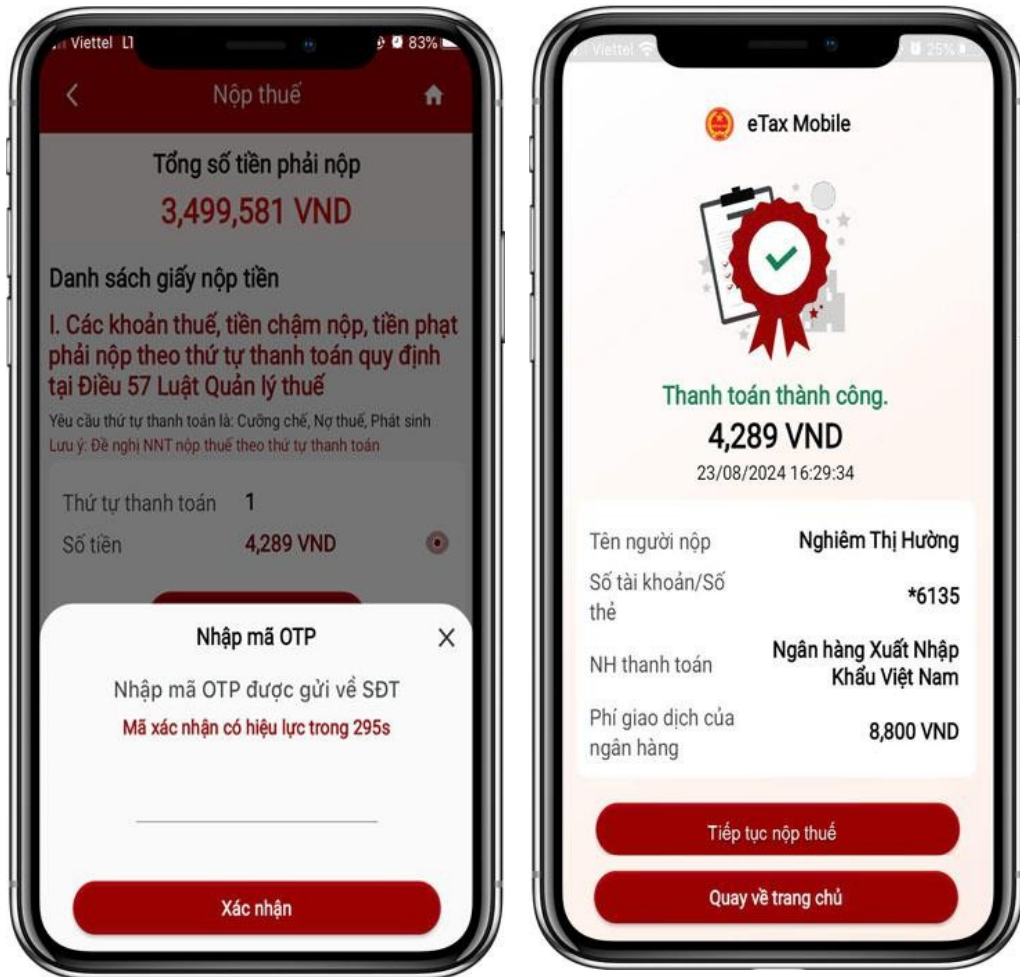 Viettel
83%
Nộp thuế
Tổng số tiền phải nộp
3,499,581 VND
Danh sách giấy nộp tiền
I. Các khoản thuế, tiền chậm nộp, tiền phạt
phải nộp theo thứ tự thanh toán quy định
tại Điều 57 Luật Quản lý thuế
Yêu cầu thứ tự thanh toán là: Cưỡng chế, Nợ thuế, Phát sinh
Lưu ý: Đề nghị NNT nộp thuế theo thứ tự thanh toán
Thứ tự thanh toán 1
Số tiền 4,289 VND
Nhập mã OTP
Nhập mã OTP được gửi về SĐT
Mã xác nhận có hiệu lực trong 295s
Xác nhận
Viettel
25%
eTax Mobile
Thanh toán thành công.
4,289 VND
23/08/2024 16:29:34
Tên người nộp Nghiêm Thị Hường
Số tài khoản/Số
thẻ *6135
NH thanh toán Ngân hàng Xuất Nhập
Khẩu Việt Nam
Phí giao dịch của
ngân hàng 8,800 VND
Tiếp tục nộp thuế
Quay về trang chủ